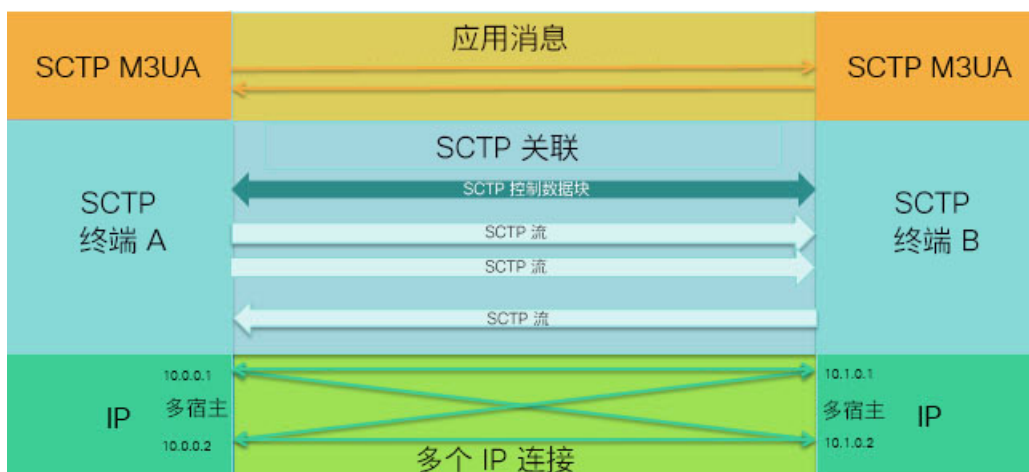 应用消息
SCTP M3UA
SCTP M3UA
SCTP 关联
SCTP 控制数据块
SCTP
终端 A
SCTP 流
SCTP 流
SCTP 流
SCTP
终端 B
10.0.0.1
10.1.0.1
IP
多宿主
多宿主
IP
10.0.0.2
10.1.0.2
多个 IP 连接